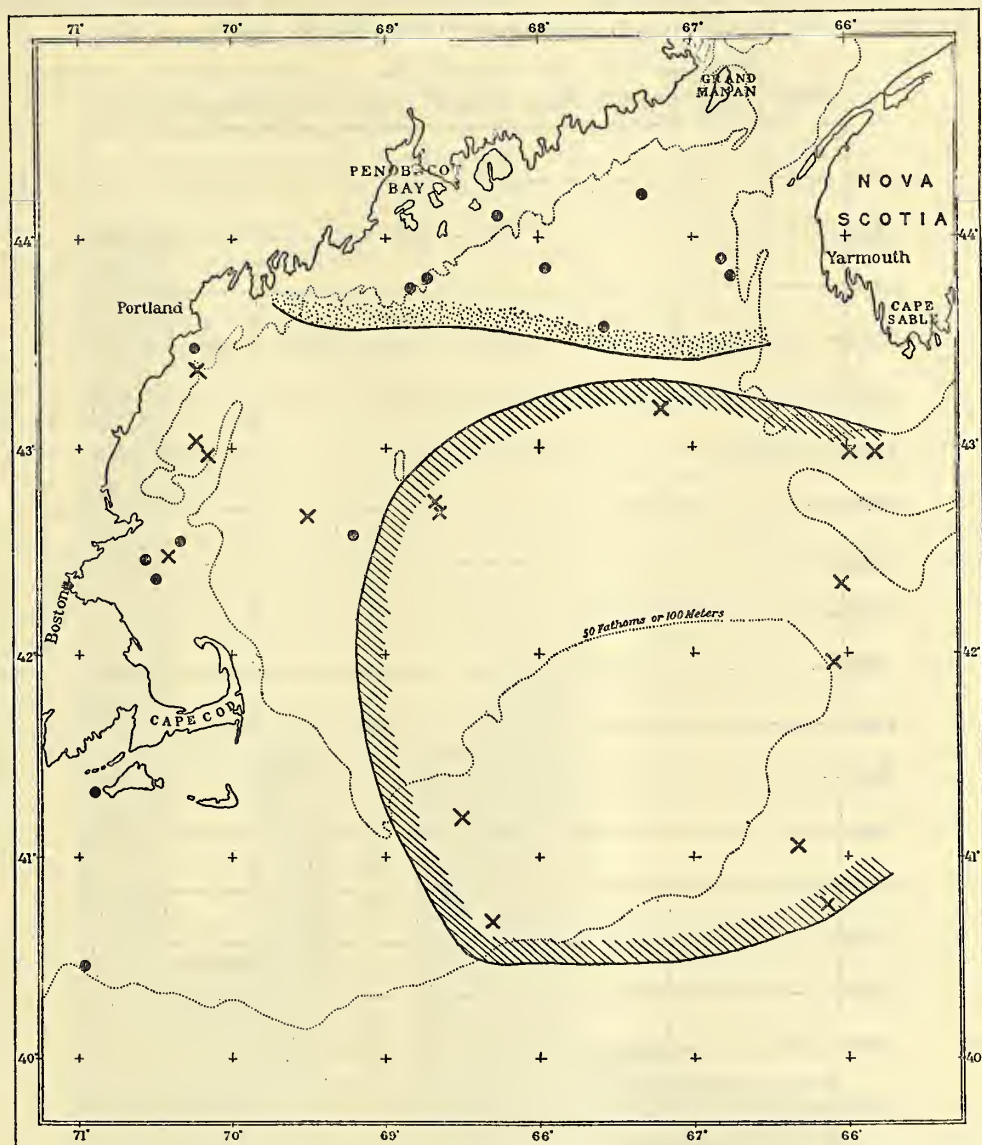 71° 70° 69° 68° 67° 66°
GRAND
MANAN
PENOBSCOT
BAY
NOVA
SCOTIA
44° 44°
Yarmouth
Portland
CAPE
SABLE
43° 43°
Boston
50 Fathoms or 100 Meters
42° 42°
CAPE COD
41° 41°
40° 40°
71° 70° 69° 66° 67° 66°